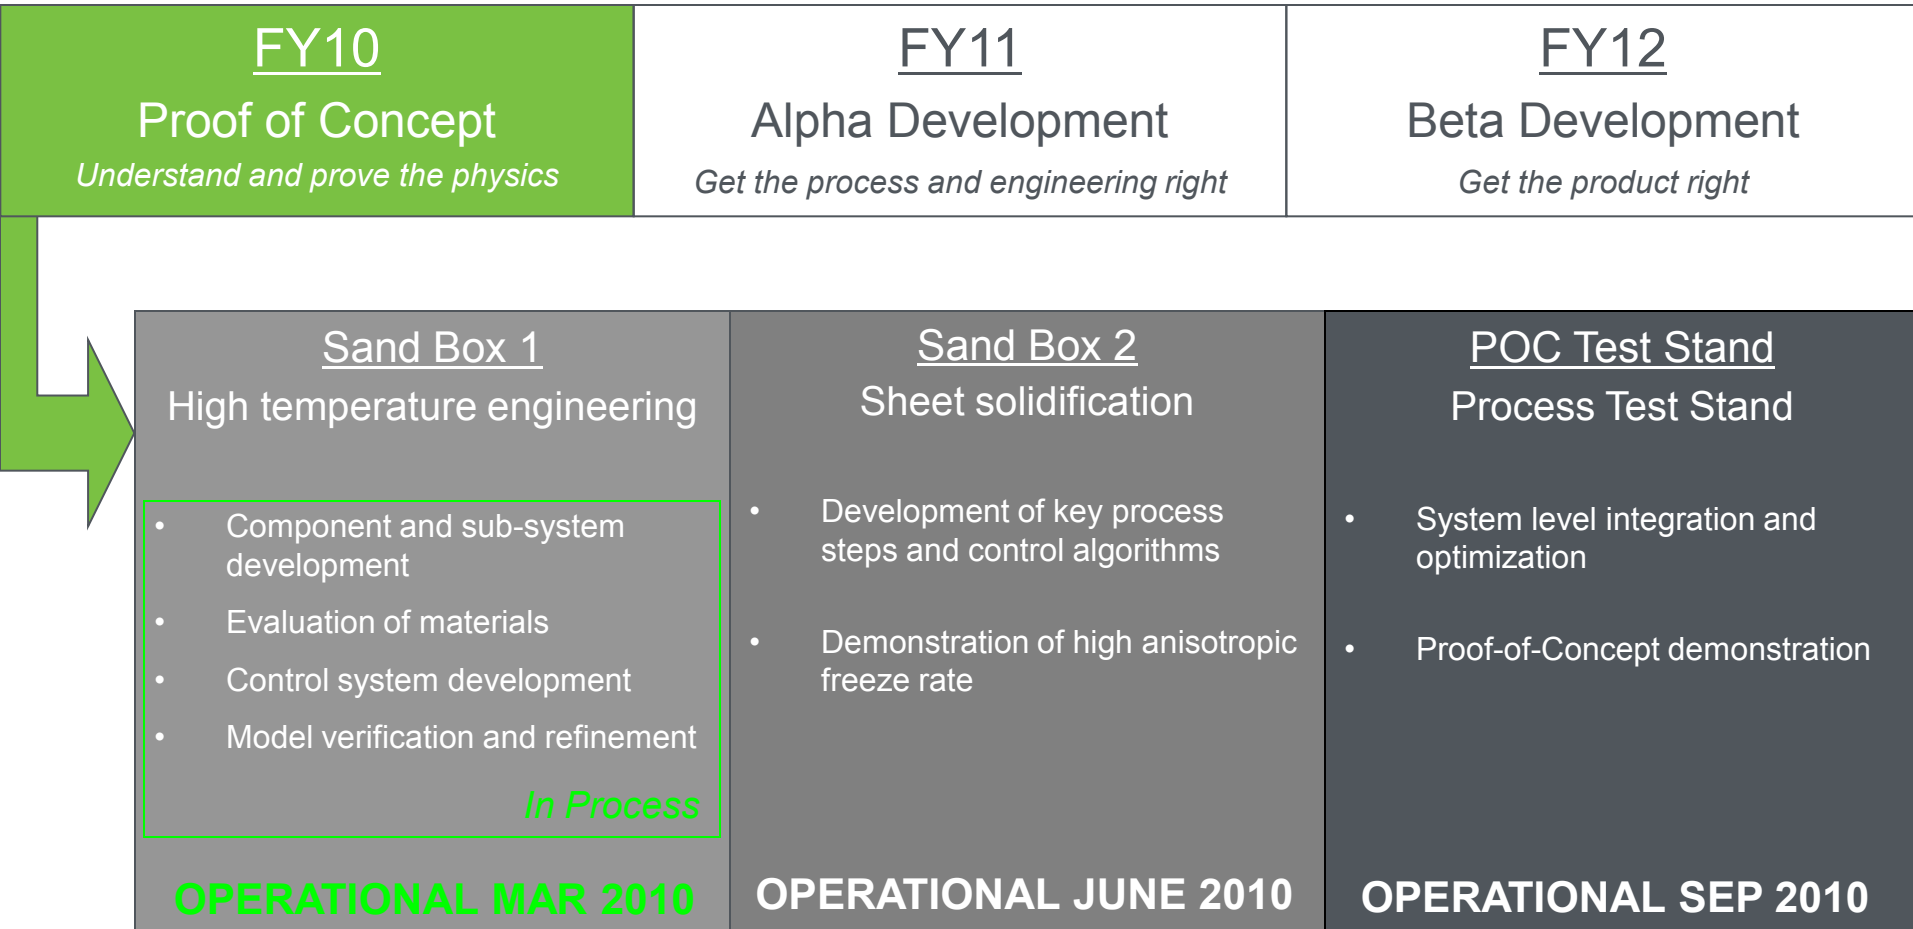 FY10
Proof of Concept
Understand and prove the physics
FY11
Alpha Development
Get the process and engineering right
FY12
Beta Development
Get the product right
Sand Box 1
High temperature engineering
• Component and sub-system
development
• Evaluation of materials
• Control system development
• Model verification and refinement
In Process
OPERATIONAL MAR 2010
Sand Box 2
Sheet solidification
• Development of key process
steps and control algorithms
• Demonstration of high anisotropic
freeze rate
OPERATIONAL JUNE 2010
POC Test Stand
Process Test Stand
• System level integration and
optimization
• Proof-of-Concept demonstration
OPERATIONAL SEP 2010